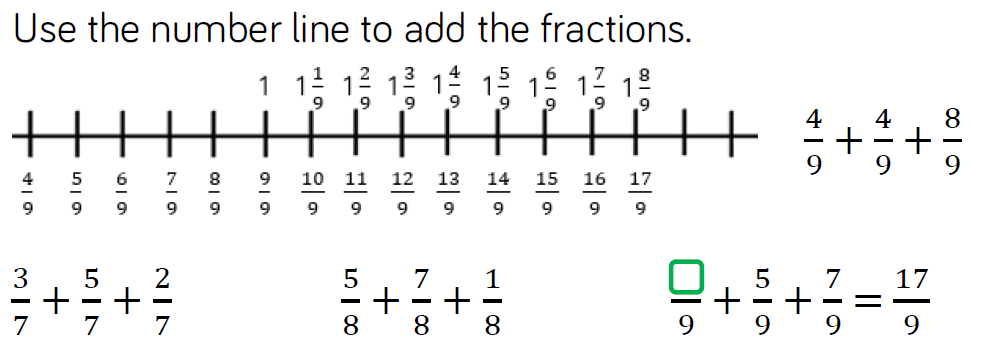 Use the number line to add the fractions.
1 1 1/9 1 2/9 1 3/9 1 4/9 1 5/9 1 6/9 1 7/9 1 8/9
4/9 5/9 6/9 7/9 8/9 9/9 10/9 11/9 12/9 13/9 14/9 15/9 16/9 17/9
4/9 + 4/9 + 8/9
3/7 + 5/7 + 2/7
5/8 + 7/8 + 1/8
□/9 + 5/9 + 7/9 = 17/9